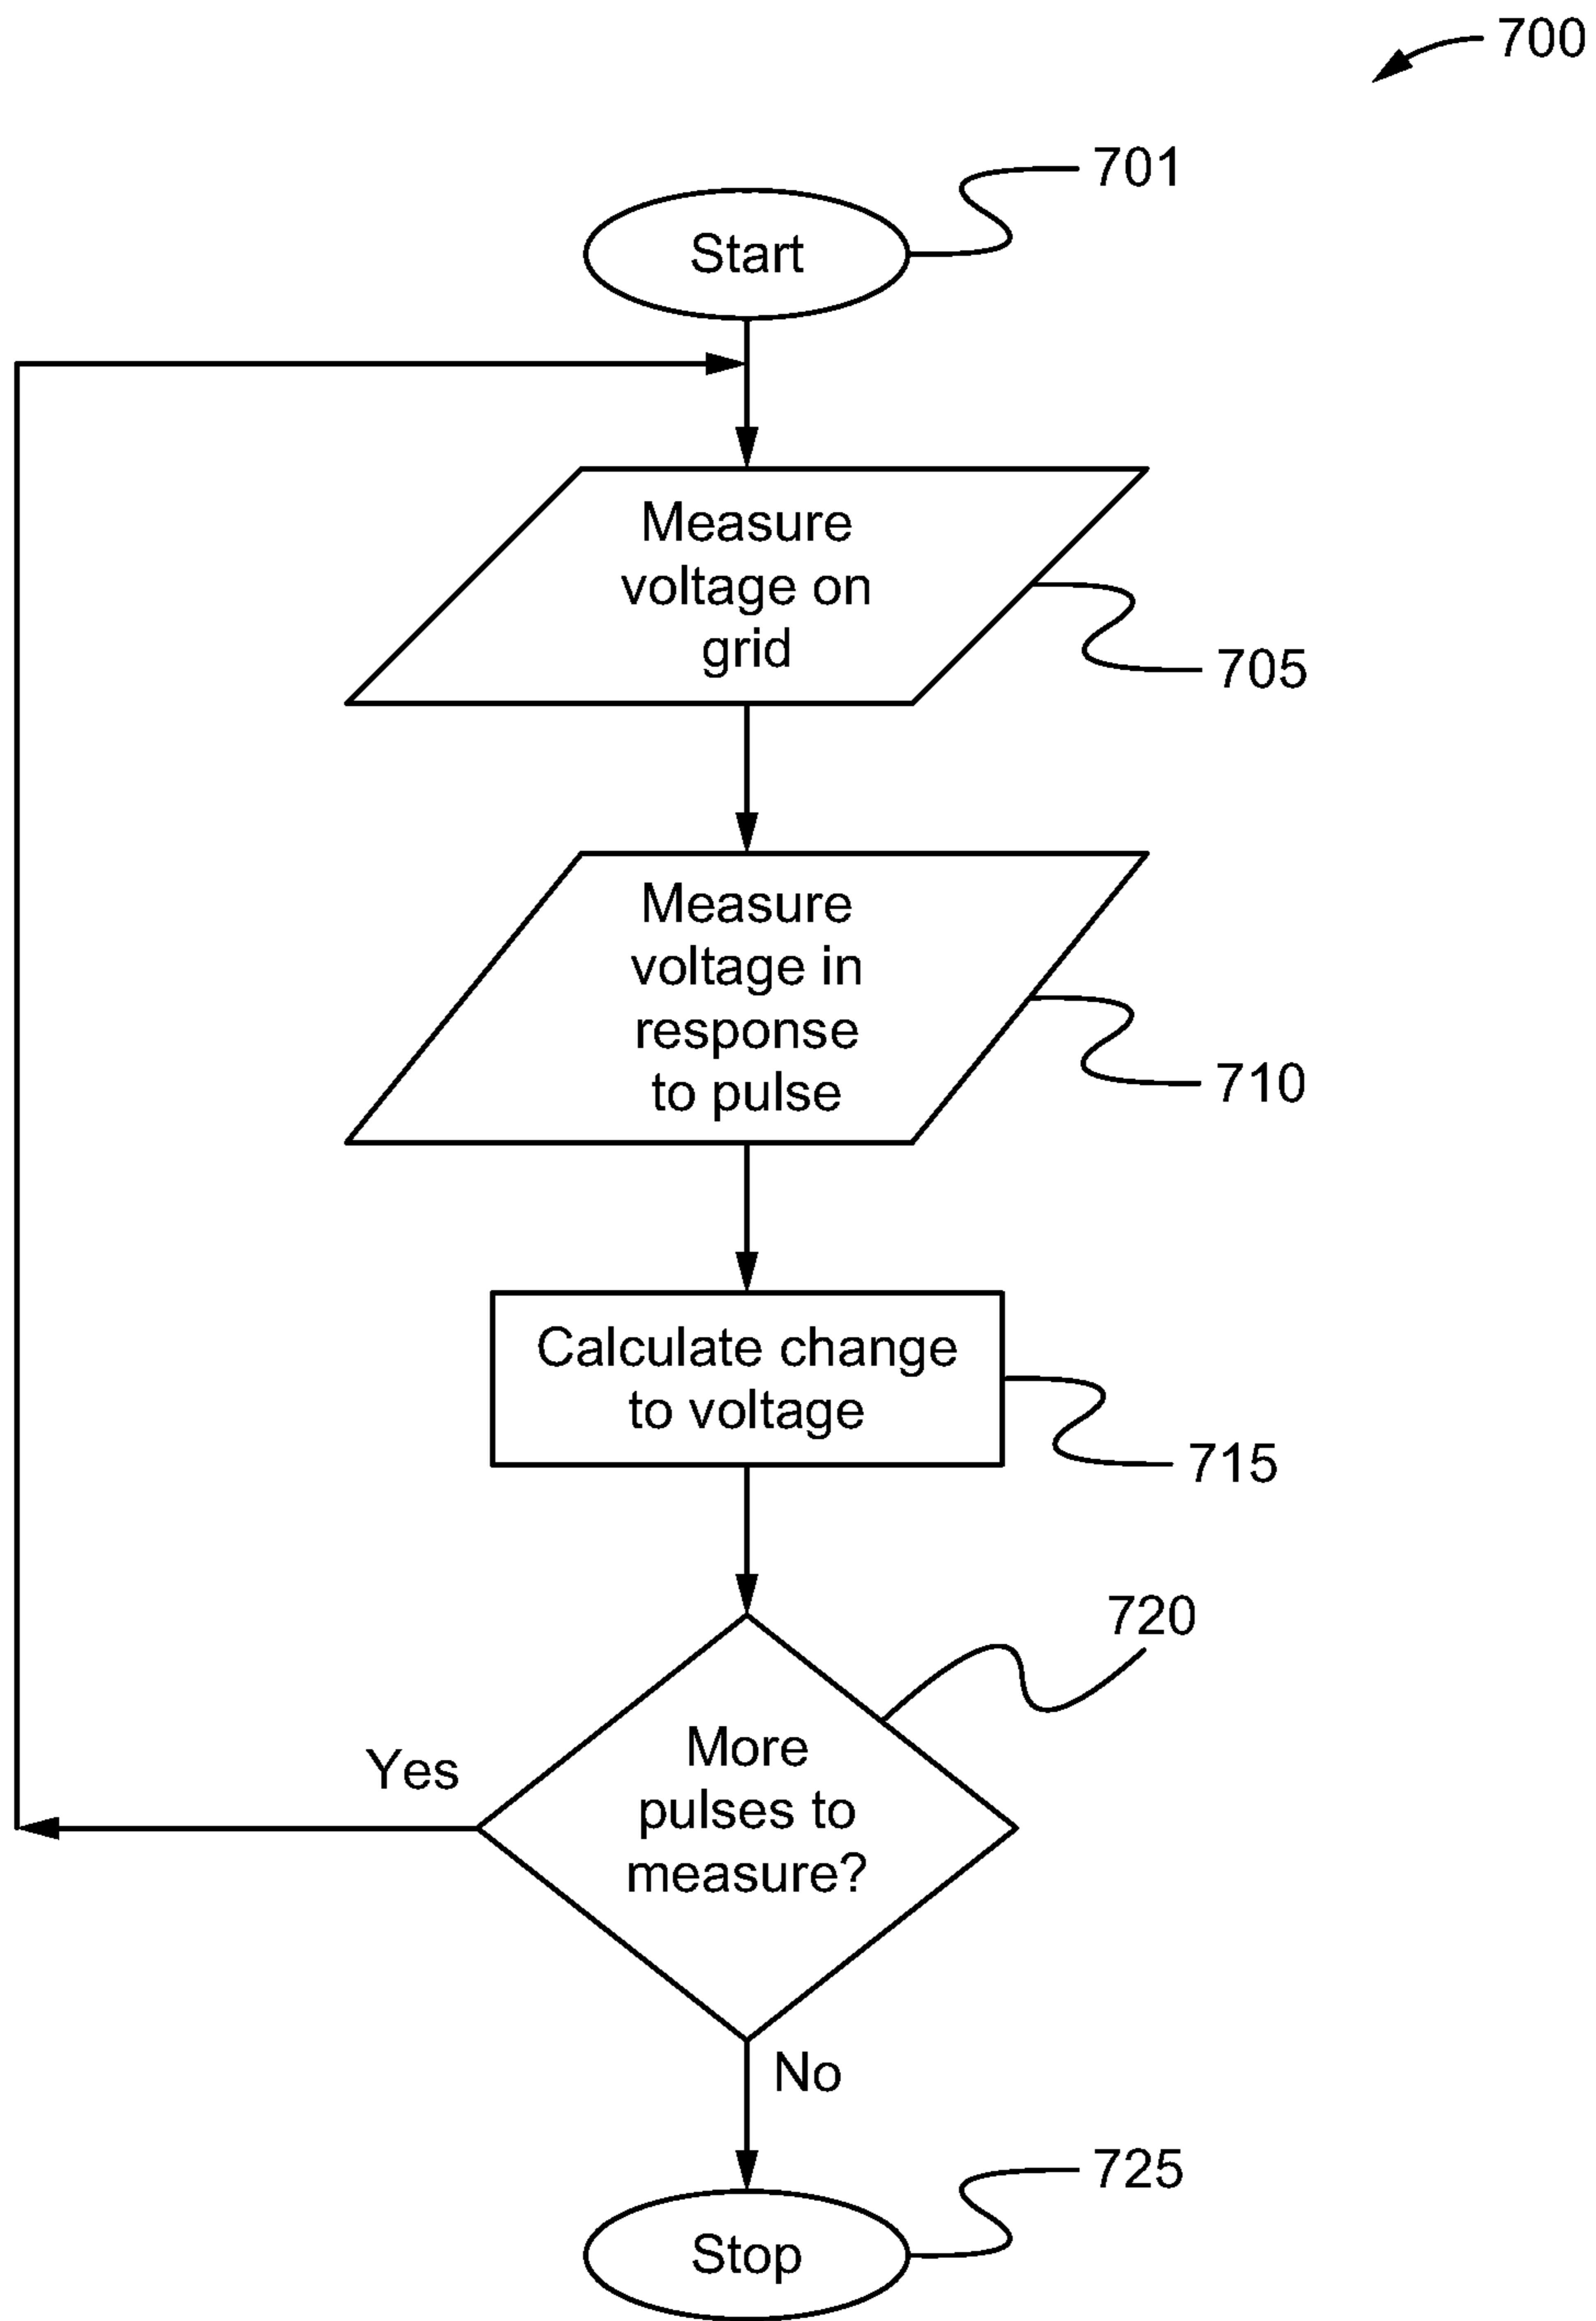 700
701
Start
Measure
voltage on
grid
705
Measure
voltage in
response
to pulse
710
Calculate change
to voltage
715
720
More
pulses to
measure?
Yes
No
725
Stop